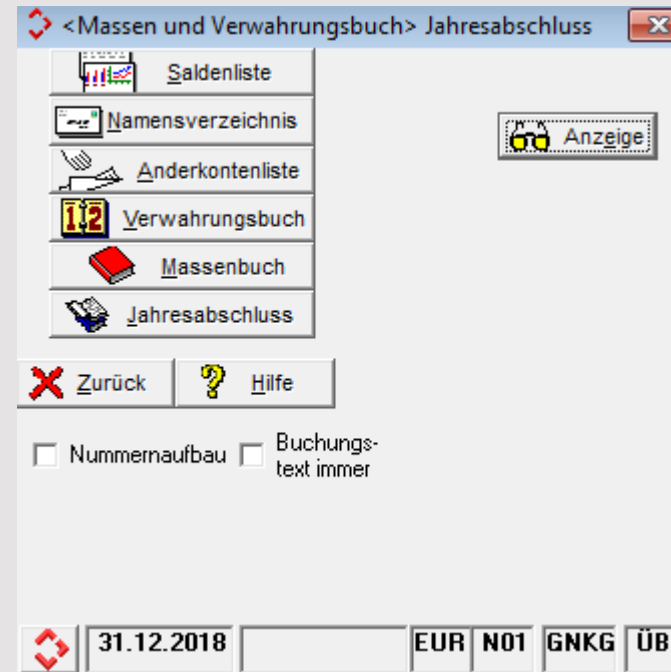 <Massen und Verwahrungsbuch> Jahresabschluss
Saldenliste
Namensverzeichnis
Anzeige
Anderkontenliste
12
Verwahrungsbuch
Massenbuch
Jahresabschluss
Zurück
Hilfe
Nummernaufbau
Buchungs-
text immer
31.12.2018
EUR
N01
GNKG
ÜB